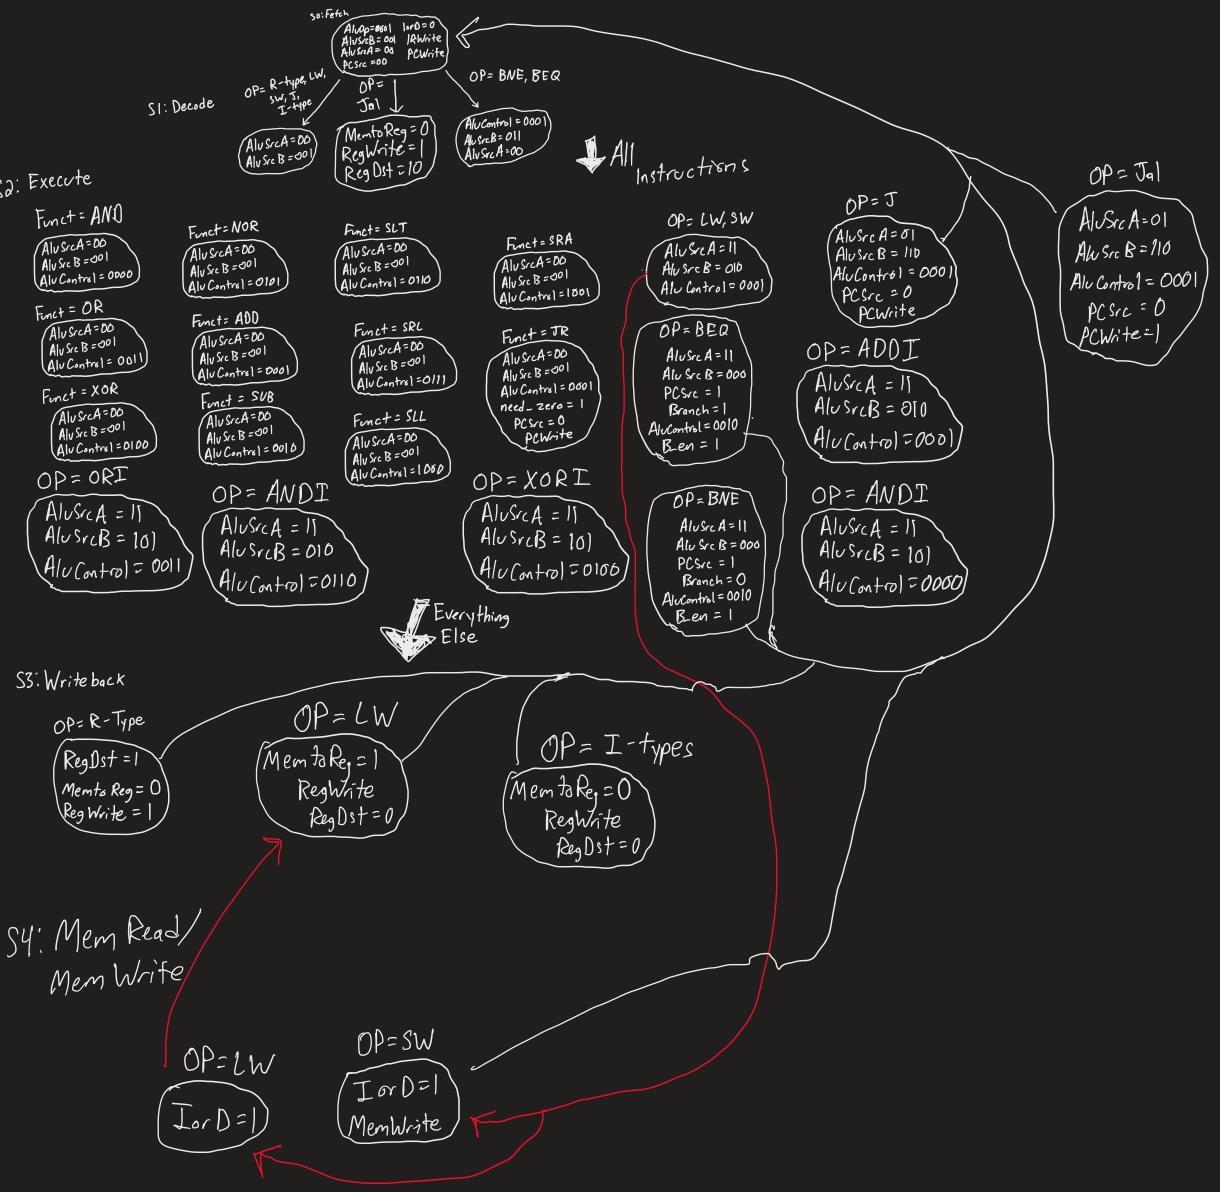 S0: Fetch
AluOp=0001 IorD=0
AluSrcB=001 IRWrite
AluSrcA=00 PCWrite
PCSrc=00
OP= R-type, LW,
SW, J,
I-type
OP=
Jal
OP= BNE, BEQ
S1: Decode
AluSrcA=00
AluSrcB=001
MemtoReg=0
RegWrite=1
RegDst=10
AluControl=0001
AluSrcB=011
AluSrcA=00
All
Instructions
S2: Execute
Funct=AND
AluSrcA=00
AluSrcB=001
AluControl=0000
Funct=NOR
AluSrcA=00
AluSrcB=001
AluControl=0101
Funct=SLT
AluSrcA=00
AluSrcB=001
AluControl=0110
Funct=SRA
AluSrcA=00
AluSrcB=001
AluControl=1001
OP= LW, SW
AluSrcA=11
AluSrcB=010
AluControl=0001
OP=J
AluSrcA=01
AluSrcB=110
AluControl=0001
PCSrc=0
PCWrite
OP=Jal
AluSrcA=01
AluSrcB=110
AluControl=0001
PCSrc=0
PCWrite=1
Funct=OR
AluSrcA=00
AluSrcB=001
AluControl=0011
Funct=ADD
AluSrcA=00
AluSrcB=001
AluControl=0001
Funct=SRL
AluSrcA=00
AluSrcB=001
AluControl=0111
Funct=JR
AluSrcA=00
AluSrcB=001
AluControl=0001
need_zero=1
PCSrc=0
PCWrite
OP=BEQ
AluSrcA=11
AluSrcB=000
PCSrc=1
Branch=1
AluControl=0010
B_en=1
OP=ADDI
AluSrcA=11
AluSrcB=010
AluControl=0001
Funct=XOR
AluSrcA=00
AluSrcB=001
AluControl=0100
Funct=SUB
AluSrcA=00
AluSrcB=001
AluControl=0010
Funct=SLL
AluSrcA=00
AluSrcB=001
AluControl=1000
OP=ORI
AluSrcA=11
AluSrcB=101
AluControl=0011
OP=ANDI
AluSrcA=11
AluSrcB=010
AluControl=0110
OP=XORI
AluSrcA=11
AluSrcB=101
AluControl=0100
OP=BNE
AluSrcA=11
AluSrcB=000
PCSrc=1
Branch=0
AluControl=0010
B_en=1
OP=ANDI
AluSrcA=11
AluSrcB=101
AluControl=0000
Everything
Else
S3: Writeback
OP=R-Type
RegDst=1
MemtoReg=0
RegWrite=1
OP=LW
MemtoReg=1
RegWrite
RegDst=0
OP= I-types
MemtoReg=0
RegWrite
RegDst=0
S4: Mem Read/
Mem Write
OP=LW
IorD=1
OP=SW
IorD=1
MemWrite